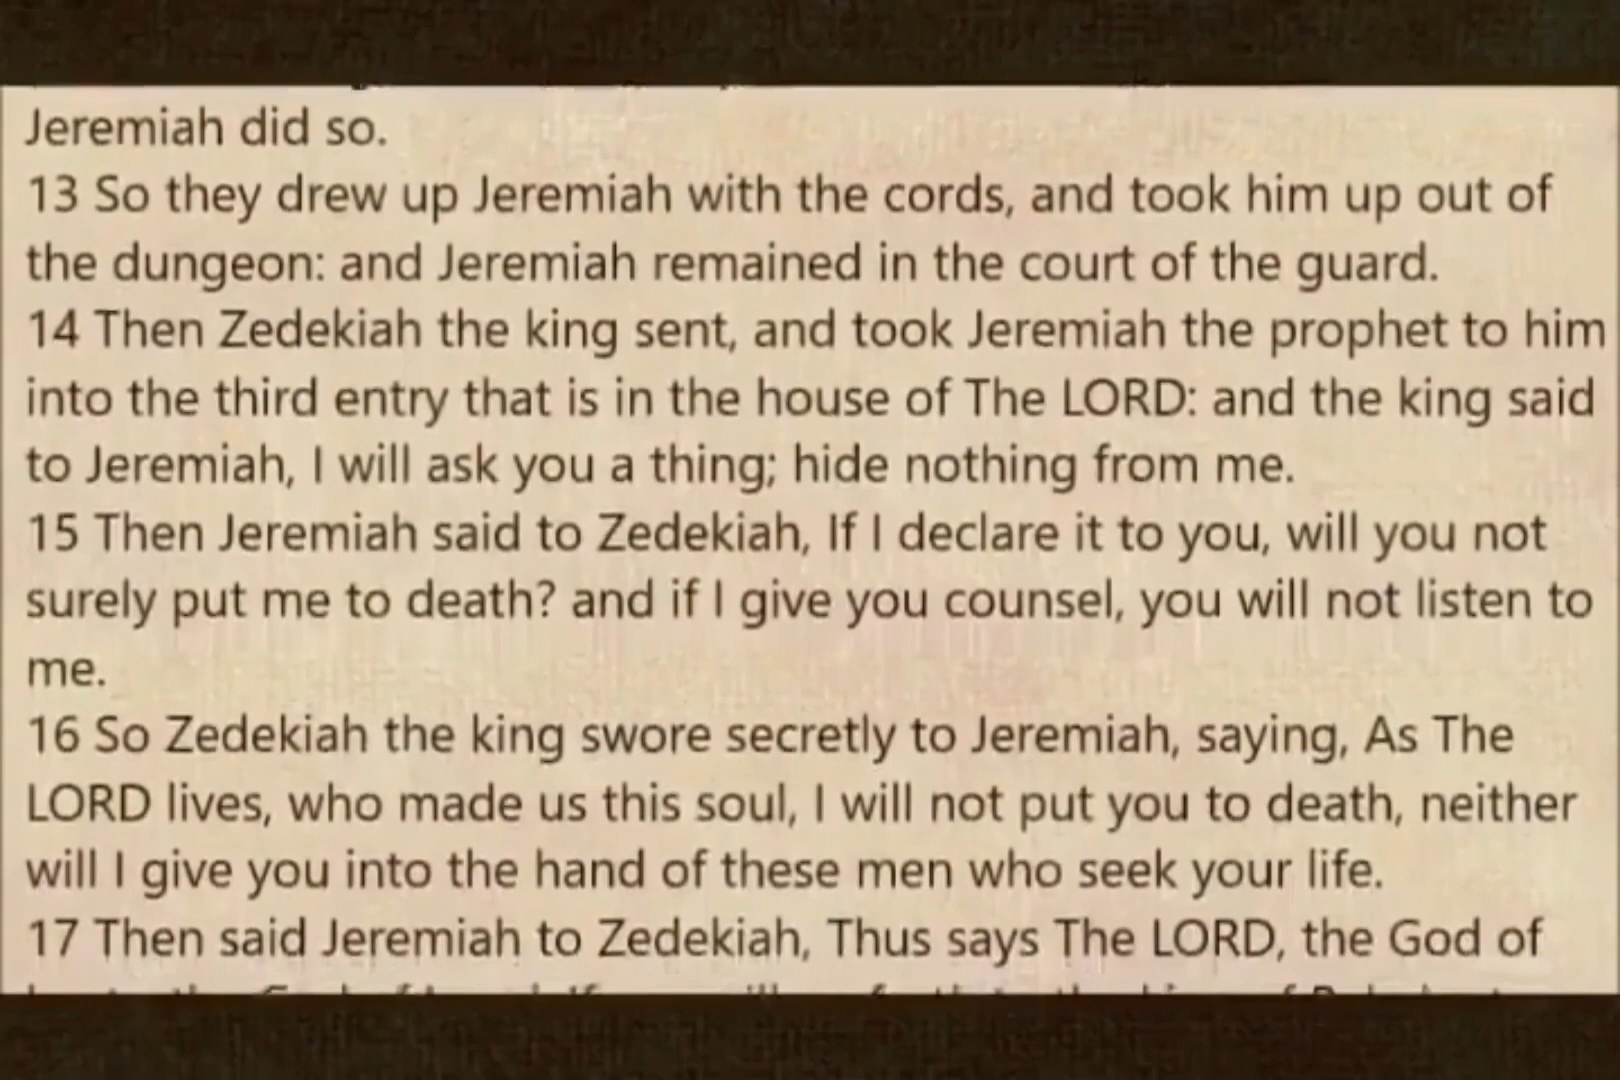 Jeremiah did so.
13 So they drew up Jeremiah with the cords, and took him up out of
the dungeon: and Jeremiah remained in the court of the guard.
14 Then Zedekiah the king sent, and took Jeremiah the prophet to him
into the third entry that is in the house of The LORD: and the king said
to Jeremiah, I will ask you a thing; hide nothing from me.
15 Then Jeremiah said to Zedekiah, If I declare it to you, will you not
surely put me to death? and if I give you counsel, you will not listen to
me.
16 So Zedekiah the king swore secretly to Jeremiah, saying, As The
LORD lives, who made us this soul, I will not put you to death, neither
will I give you into the hand of these men who seek your life.
17 Then said Jeremiah to Zedekiah, Thus says The LORD, the God of